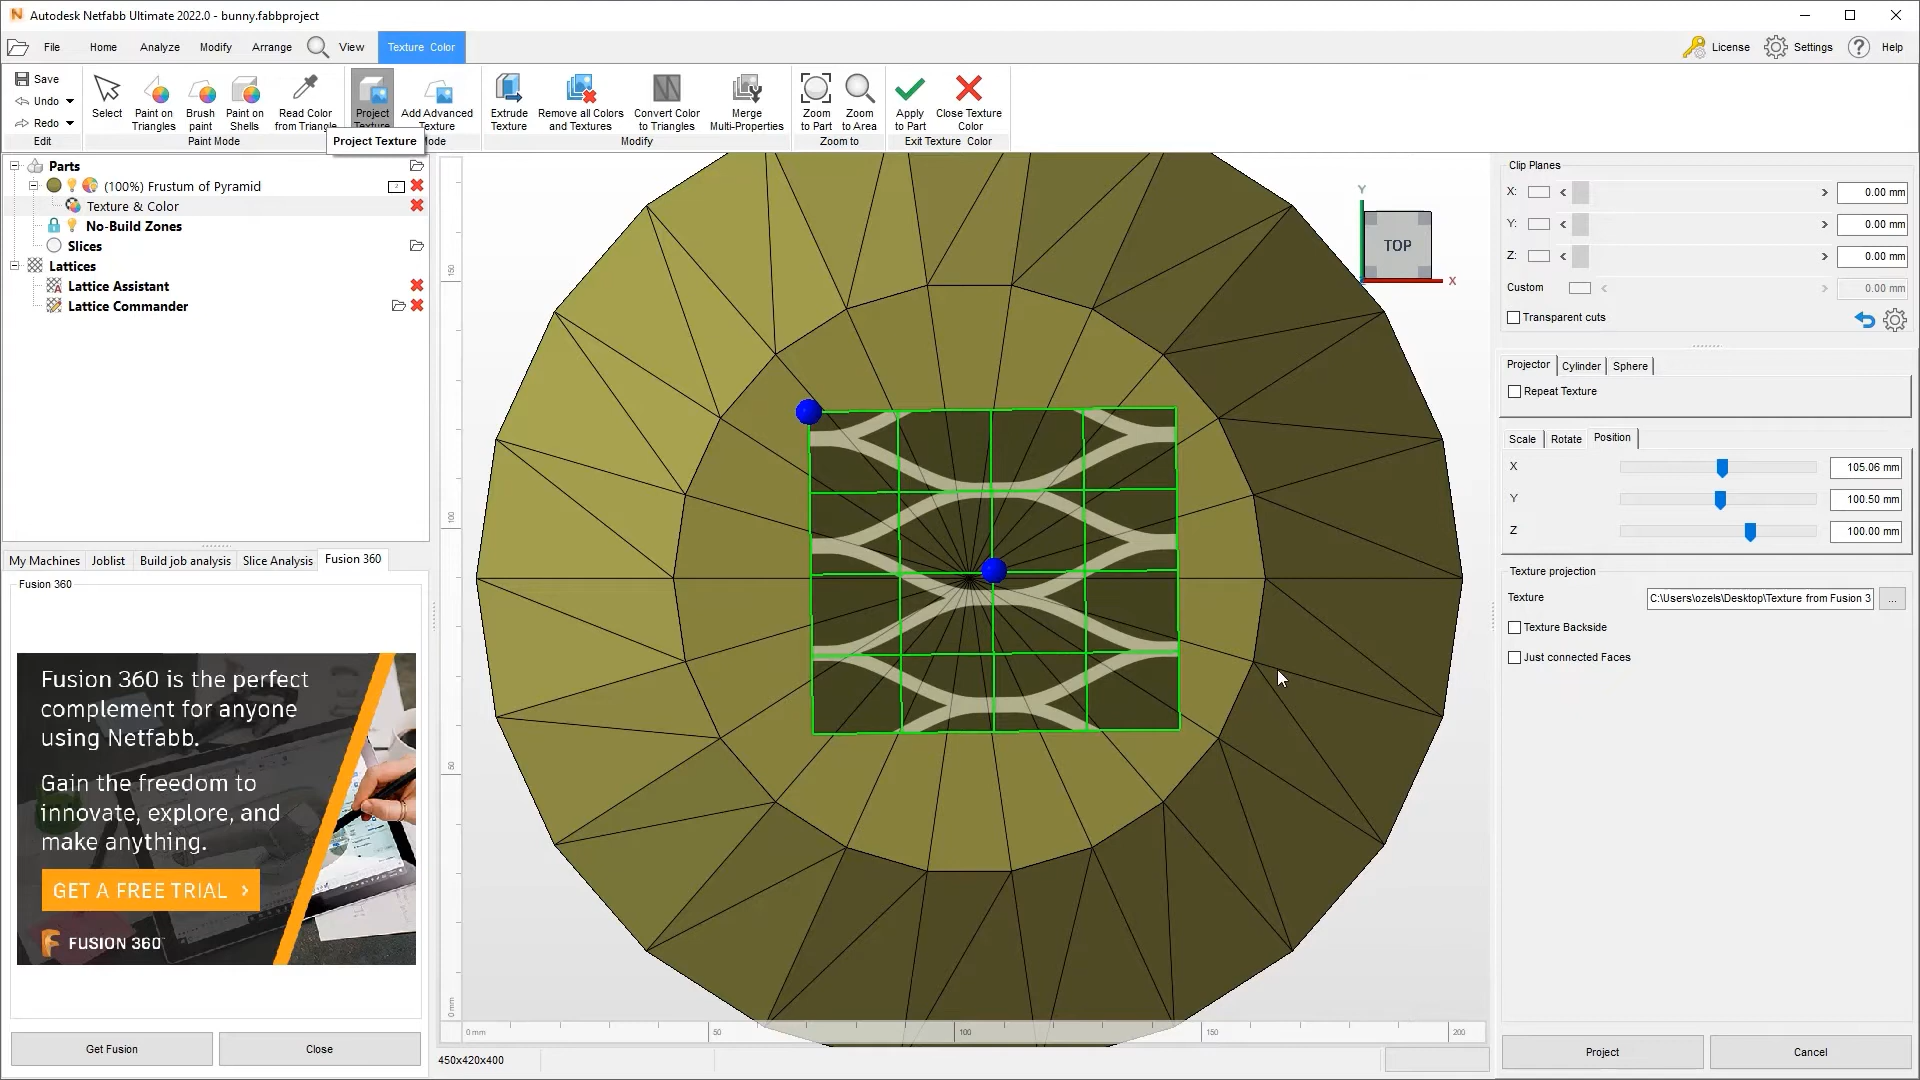 Autodesk Netfabb Ultimate 2022.0 - bunny.fabbproject
File Home Analyze Modify Arrange View Texture Color License Settings Help
Save
Undo
Redo
Edit
Select
Paint on Triangles
Brush paint
Paint on Shells
Read Color from Triangle
Paint Mode
Project Texture
Add Advanced Texture
ode
Project Texture
Extrude Texture
Remove all Colors and Textures
Convert Color to Triangles
Merge Multi-Properties
Modify
Zoom to Part
Zoom to Area
Zoom to
Apply to Part
Close Texture Color
Exit Texture Color
Parts
(100%) Frustum of Pyramid
Texture & Color
No-Build Zones
Slices
Lattices
Lattice Assistant
Lattice Commander
My Machines Joblist Build job analysis Slice Analysis Fusion 360
Fusion 360
Fusion 360 is the perfect
complement for anyone
using Netfabb.
Gain the freedom to
innovate, explore, and
make anything.
GET A FREE TRIAL >
FUSION 360
Get Fusion Close
150
100
50
0 mm
0 mm 50 100 150 200
450x420x400
Y
TOP
X
Clip Planes
X: < > 0.00 mm
Y: < > 0.00 mm
Z: < > 0.00 mm
Custom < > 0.00 mm
Transparent cuts
Projector Cylinder Sphere
Repeat Texture
Scale Rotate Position
X 105.06 mm
Y 100.50 mm
Z 100.00 mm
Texture projection
Texture C:\Users\ozels\Desktop\Texture from Fusion 3 ...
Texture Backside
Just connected Faces
Project Cancel